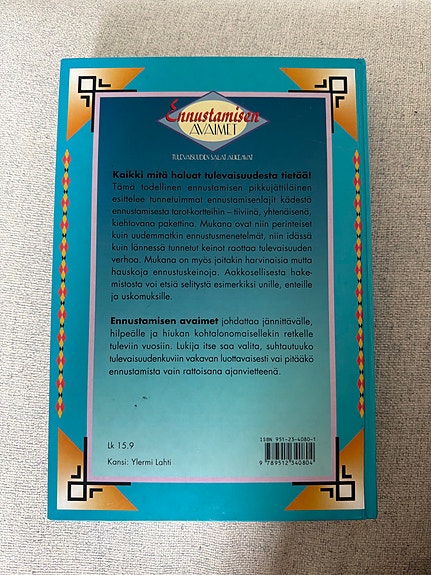 Ennustamisen
AVAIMET
TULEVAISUUDEN SALAT AUKEAVAT
Kaikki mitä haluat tulevaisuudesta tietää!
Tämä todellinen ennustamisen pikkujättiläinen
esittelee tunnetuimmat ennustamisenlajit kädestä
ennustamisesta tarot-kortteihin – tiiviinä, yhtenäisenä,
kiehtovana pakettina. Mukana ovat niin perinteiset
kuin uudemmatkin ennustusmenetelmät, niin idässä
kuin lännessä tunnetut keinot raottaa tulevaisuuden
verhoa. Mukana on myös joitakin harvinaisia mutta
hauskoja ennustuskeinoja. Aakkosellisesta hake-
mistosta voi etsiä selitystä esimerkiksi unille, enteille
ja uskomuksille.
Ennustamisen avaimet johdattaa jännittävälle,
hilpeälle ja hiukan kohtalonomaisellekin retkelle
tuleviin vuosiin. Lukija itse saa valita, suhtautuuko
tulevaisuudenkuviin vakavan luottavaisesti vai pitääkö
ennustamista vain rattoisana ajanvietteenä.
Lk 15.9
Kansi: Ylermi Lahti
ISBN 951-23-4080-1
9 789512 340804